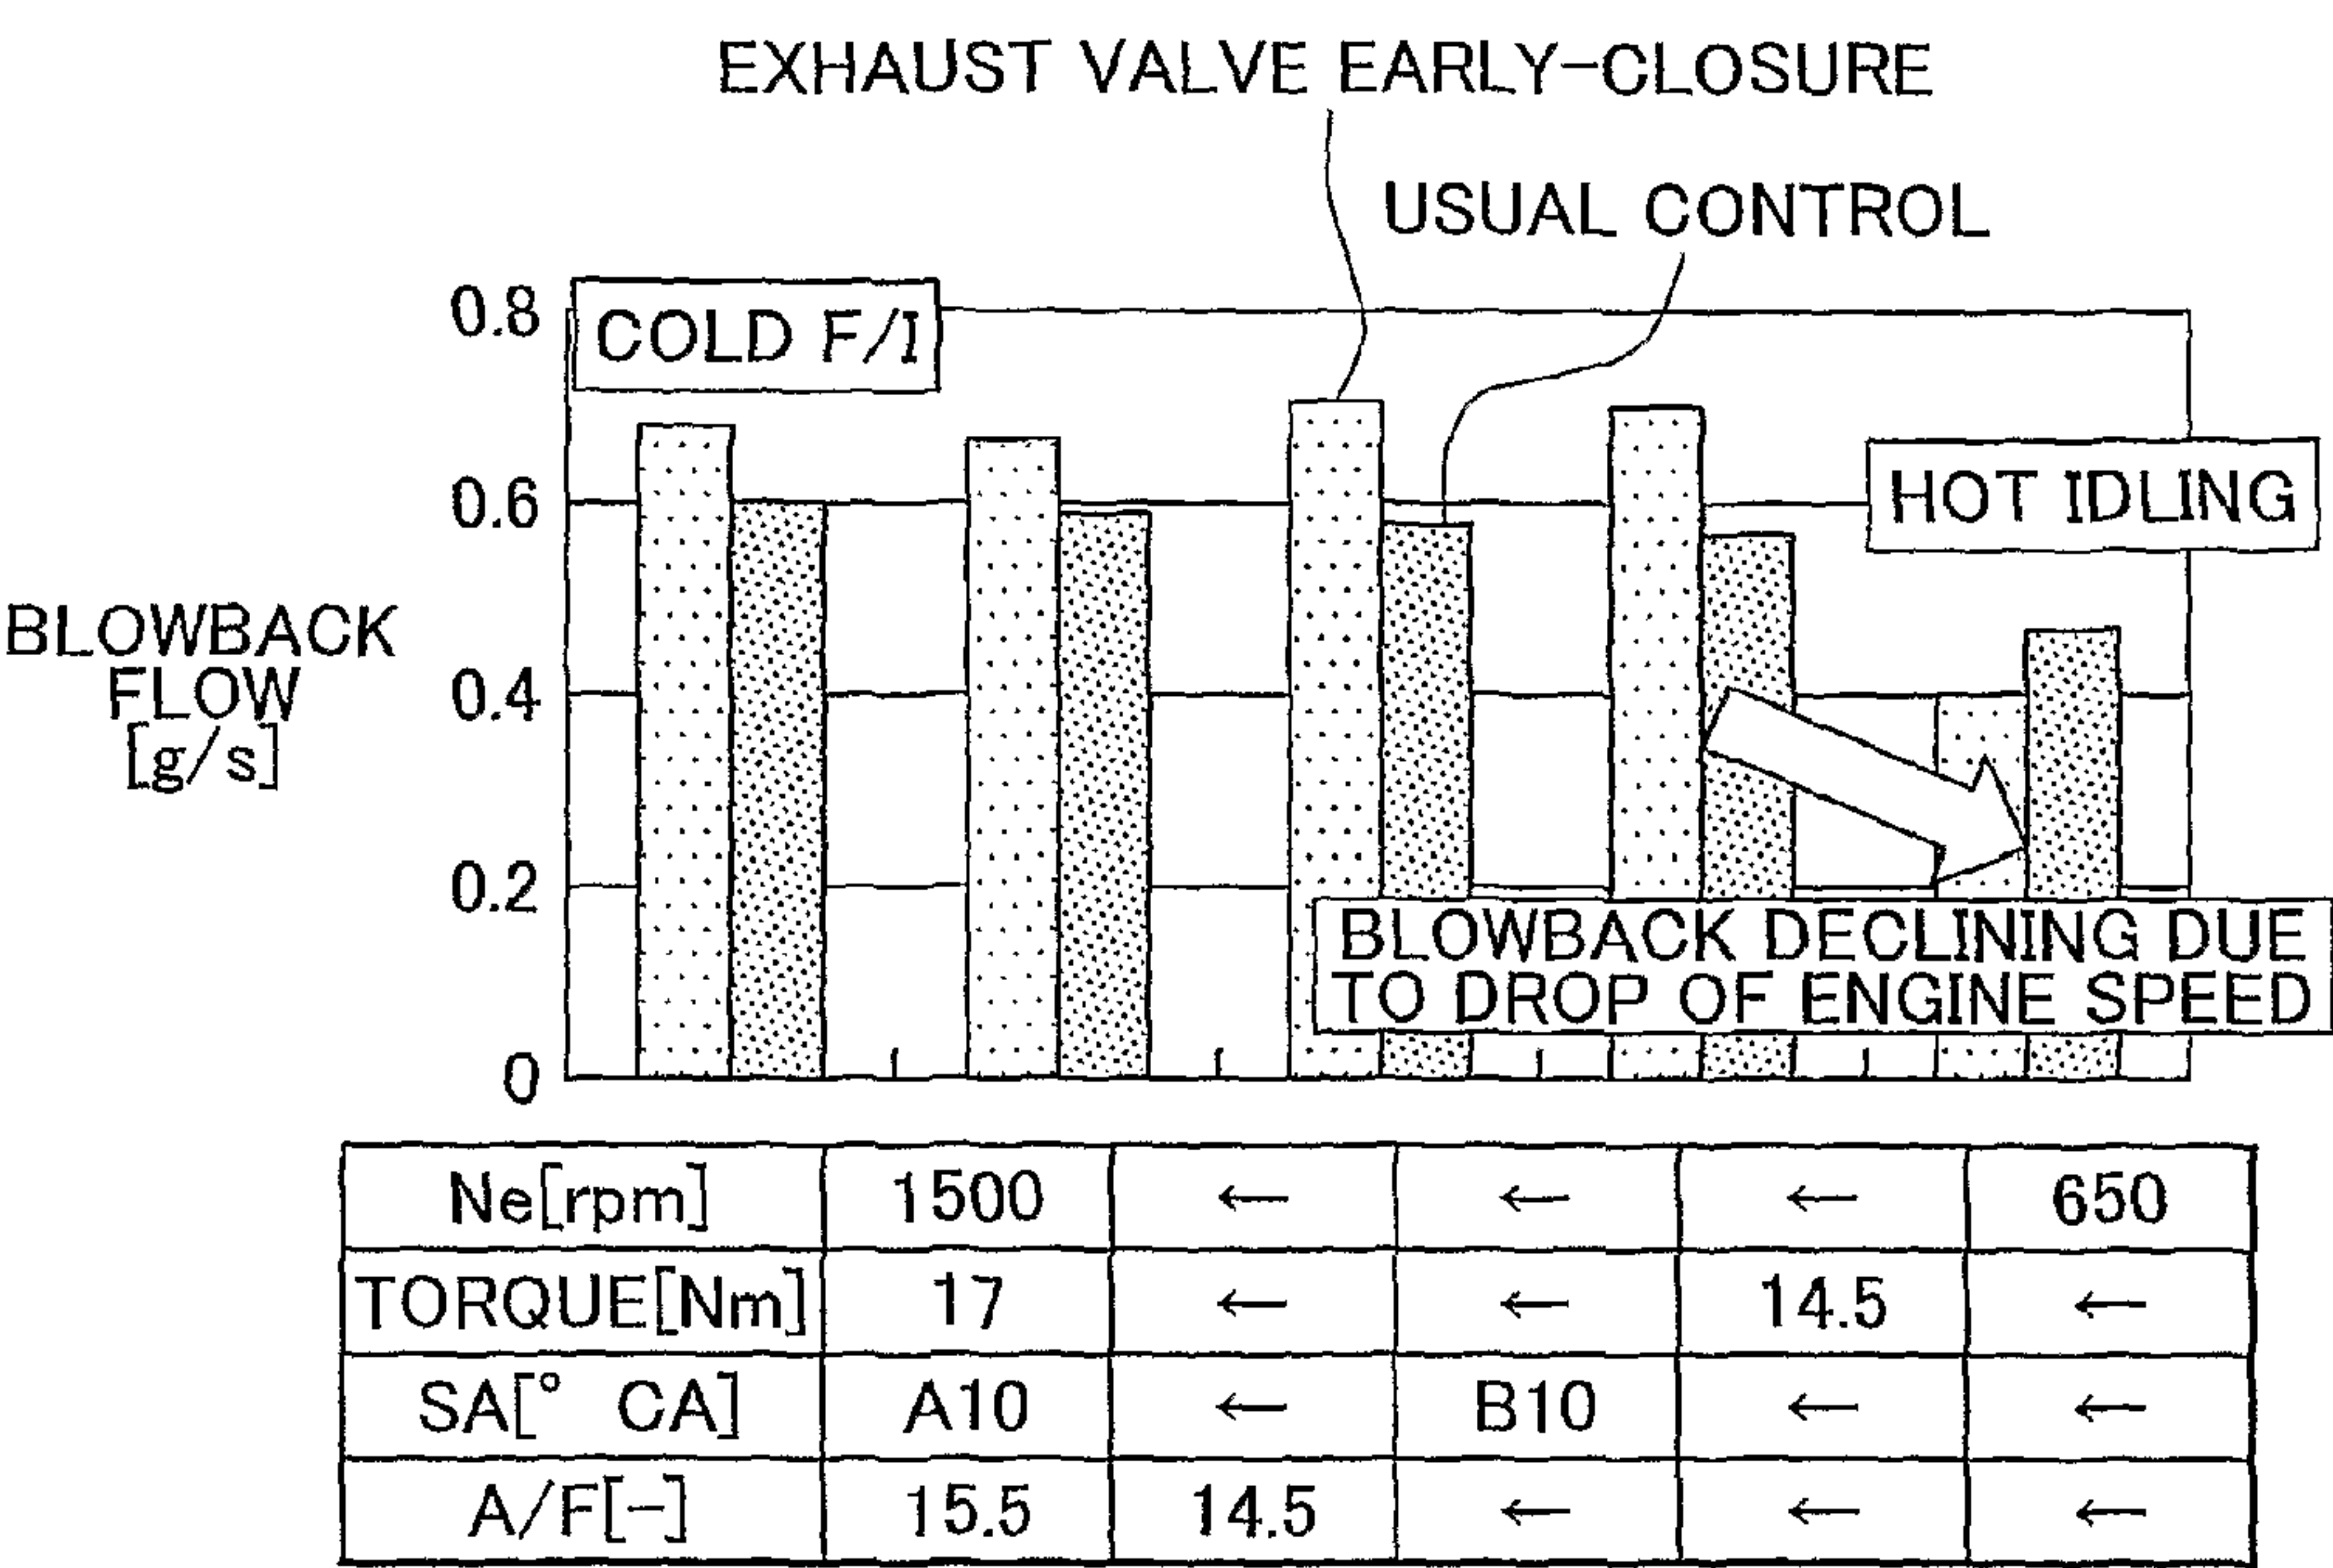 EXHAUST VALVE EARLY-CLOSURE
USUAL CONTROL
0.8
COLD F/I
0.6
HOT IDLING
BLOWBACK
FLOW
[g/s]
0.4
0.2
BLOWBACK DECLINING DUE
TO DROP OF ENGINE SPEED
0
Ne[rpm] 1500 ← ← ← 650
TORQUE[Nm] 17 ← ← 14.5 ←
SA[° CA] A10 ← B10 ← ←
A/F[-] 15.5 14.5 ← ← ←